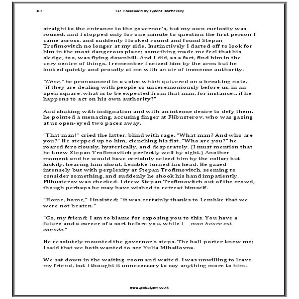 straight to the entrance to the governor's, but my own curiosity was
roused, and I stopped only for one minute to question the first person I
came across, and suddenly I looked round and found Stepan
Trofimovitch no longer at my side. Instinctively I darted off to look for
him in the most dangerous place; something made me feel that his
sledge, too, was flying downhill. And I did, as a fact, find him in the
very centre of things. I remember I seized him by the arm; but he
looked quietly and proudly at me with an air of immense authority.
"Cher," he pronounced in a voice which quivered on a breaking note,
"if they are dealing with people so unceremoniously before us, in an
open square, what is to be expected from that man, for instance, if he
happens to act on his own authority?"
And shaking with indignation and with an intense desire to defy them,
he pointed a menacing, accusing finger at Flibusterov, who was gazing
at us open-eyed two paces away.
"That man!" cried the latter, blind with rage. "What man? And who are
you?" He stepped up to him, clenching his fist. "Who are you?" he
roared ferociously, hysterically, and desperately. (I must mention that
he knew Stepan Trofimovitch perfectly well by sight.) Another
moment and he would have certainly seized him by the collar; but
luckily, hearing him shout, Lembke turned his head. He gazed
intensely but with perplexity at Stepan Trofimovitch, seeming to
consider something, and suddenly he shook his hand impatiently.
Flibusterov was checked. I drew Stepan Trofimovitch out of the crowd,
though perhaps he may have wished to retreat himself.
"Home, home," I insisted; "it was certainly thanks to Lembke that we
were not beaten."
"Go, my friend; I am to blame for exposing you to this. You have a
future and a career of a sort before you, while I—mon heure est
sonnée."
He resolutely mounted the governor's steps. The hall-porter knew me;
I said that we both wanted to see Yulia Mihailovna.
We sat down in the waiting-room and waited. I was unwilling to leave
my friend, but I thought it unnecessary to say anything more to him.